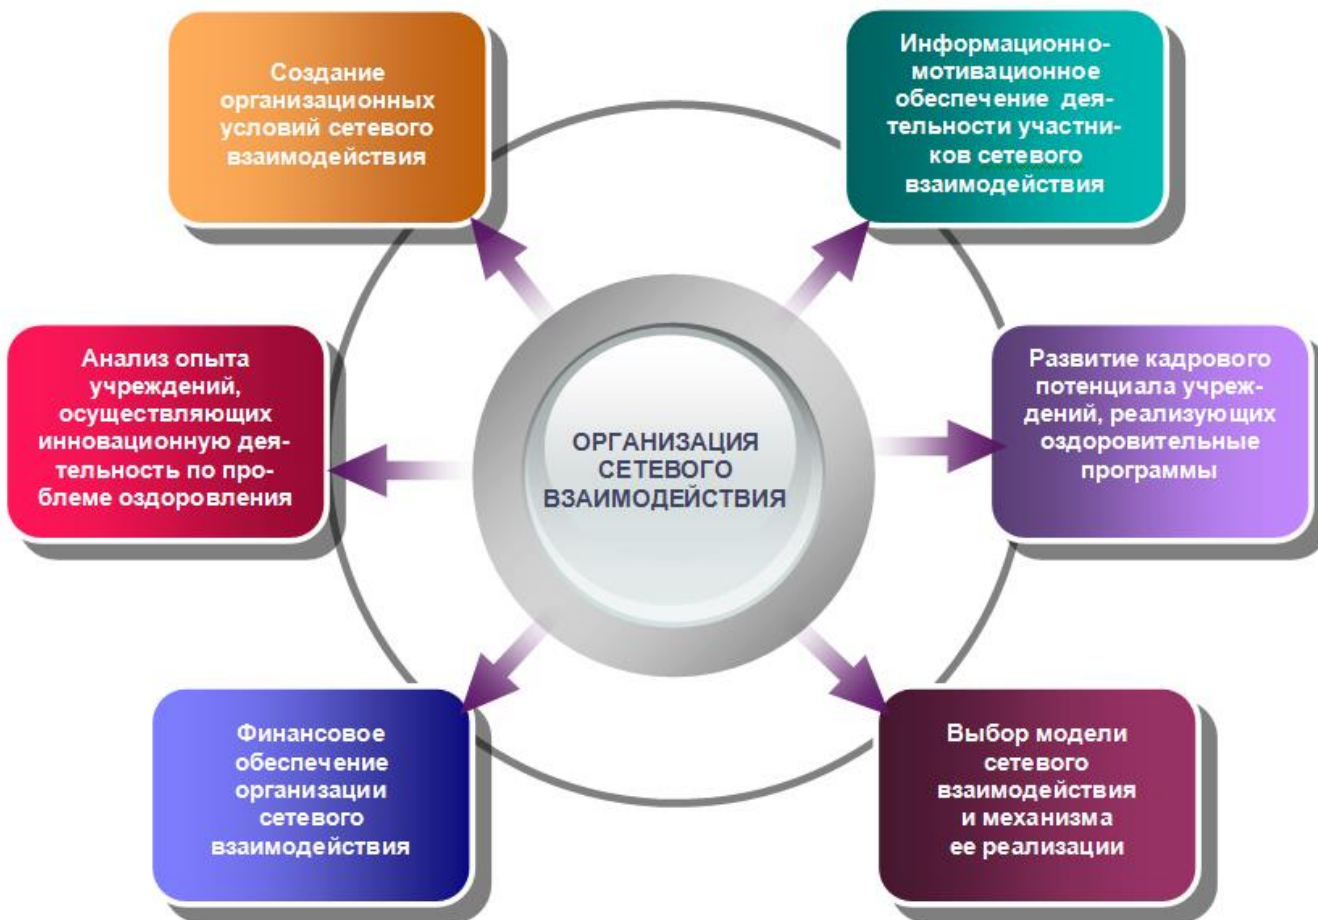 Создание
организационных
условий сетевого
взаимодействия
Информационно-
мотивационное
обеспечение дея-
тельности участни-
ков сетевого
взаимодействия
Анализ опыта
учреждений,
осуществляющих
инновационную дея-
тельность по про-
блеме оздоровления
ОРГАНИЗАЦИЯ
СЕТЕВОГО
ВЗАИМОДЕЙСТВИЯ
Развитие кадрового
потенциала учреж-
дений, реализующих
оздоровительные
программы
Финансовое
обеспечение
организации
сетевого
взаимодействия
Выбор модели
сетевого
взаимодействия
и механизма
ее реализации